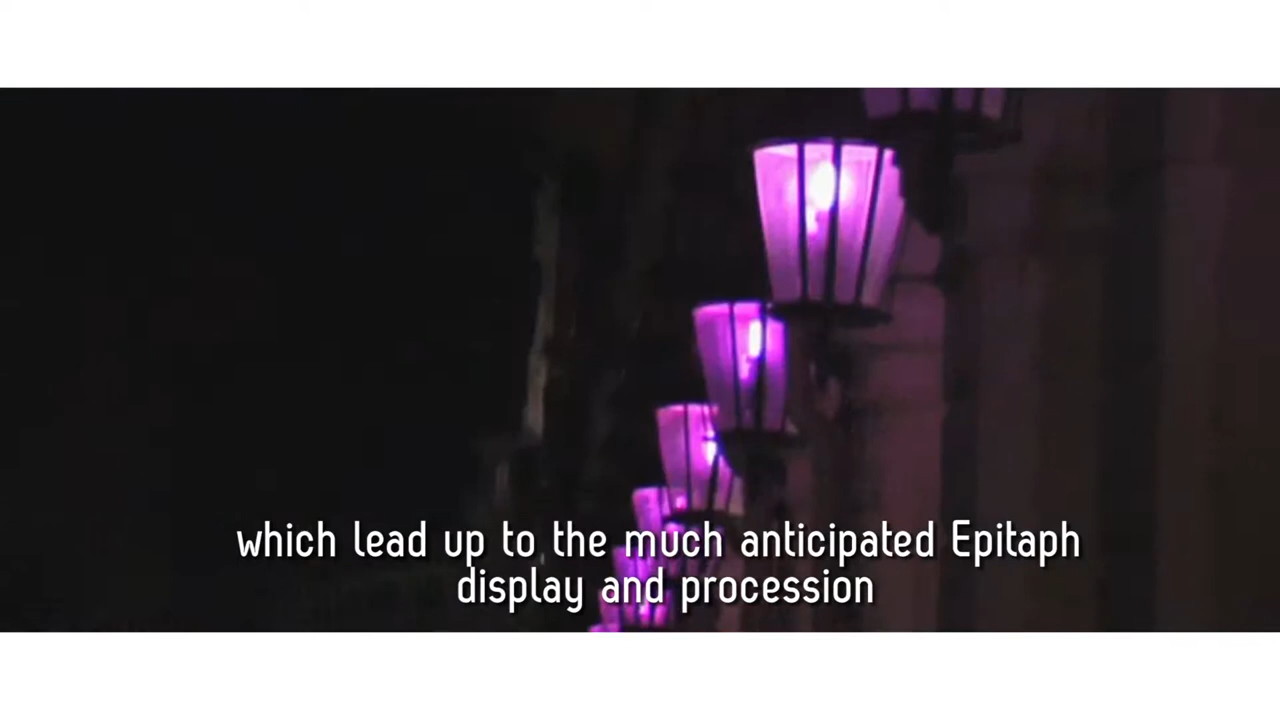 which lead up to the much anticipated Epitaph
display and procession